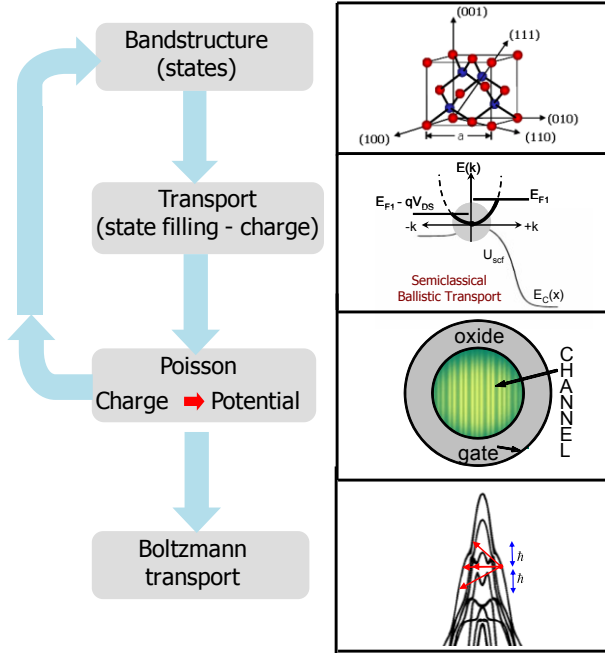 Bandstructure
(states)
Transport
(state filling - charge)
Poisson
Charge Potential
Boltzmann
transport
(001)
(111)
(010)
(100)
(110)
a
E(k)
E_F1 - qV_DS
E_F1
-k
+k
U_scf
Semiclassical
Ballistic Transport
E_C(x)
oxide
CHANNEL
gate
ħ
ħ